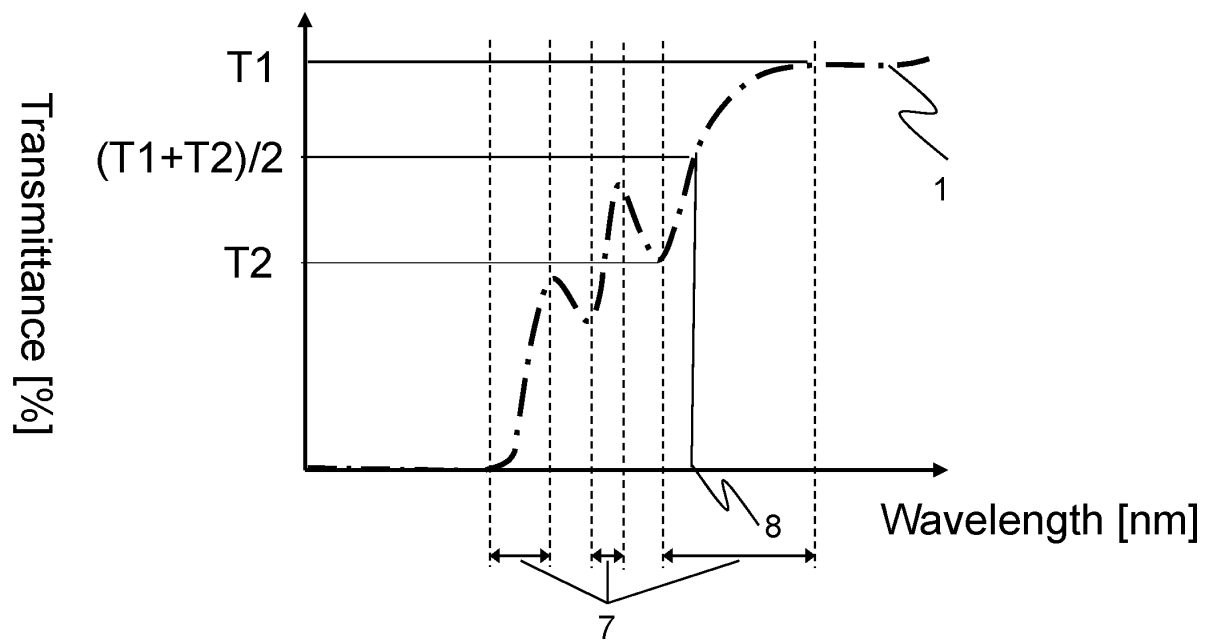 Transmittance [%]
T1
(T1+T2)/2
T2
1
8
Wavelength [nm]
7